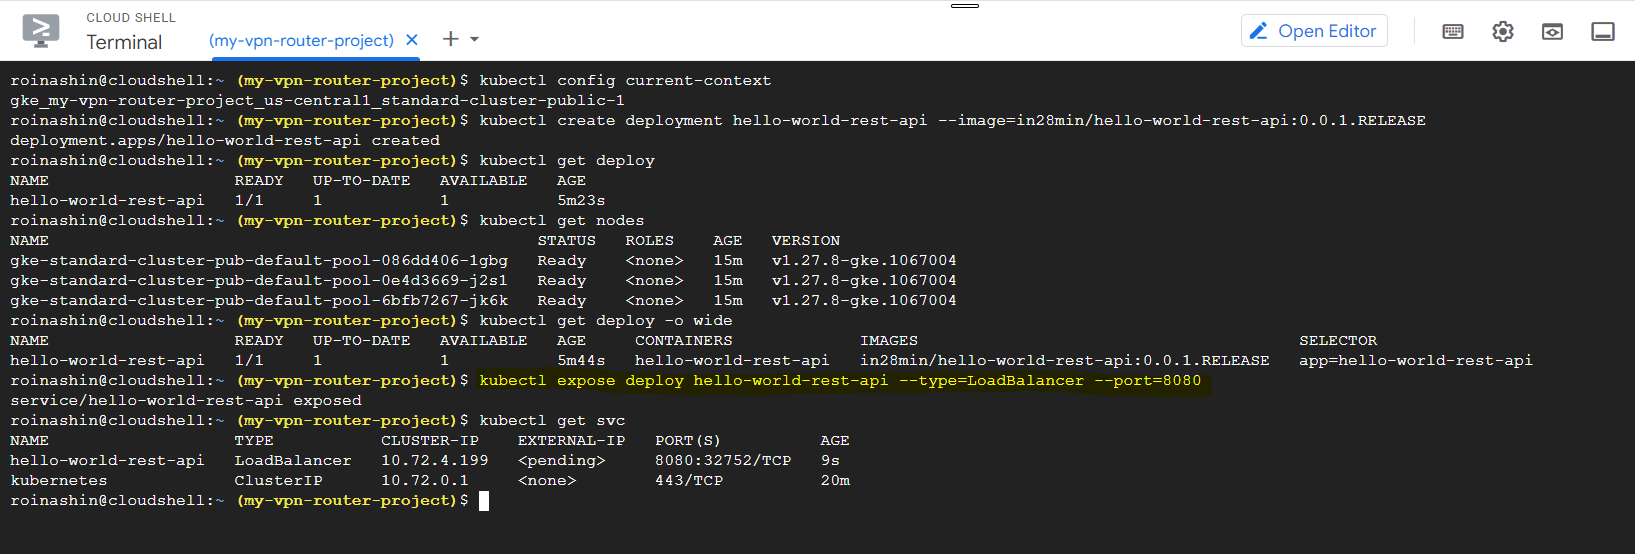 CLOUD SHELL
Terminal
(my-vpn-router-project)
Open Editor
roinashin@cloudshell:~ (my-vpn-router-project)$ kubectl config current-context
gke_my-vpn-router-project_us-central1_standard-cluster-public-1
roinashin@cloudshell:~ (my-vpn-router-project)$ kubectl create deployment hello-world-rest-api --image=in28min/hello-world-rest-api:0.0.1.RELEASE
deployment.apps/hello-world-rest-api created
roinashin@cloudshell:~ (my-vpn-router-project)$ kubectl get deploy
NAME READY UP-TO-DATE AVAILABLE AGE
hello-world-rest-api 1/1 1 1 5m23s
roinashin@cloudshell:~ (my-vpn-router-project)$ kubectl get nodes
NAME STATUS ROLES AGE VERSION
gke-standard-cluster-pub-default-pool-086dd406-1gbg Ready <none> 15m v1.27.8-gke.1067004
gke-standard-cluster-pub-default-pool-0e4d3669-j2s1 Ready <none> 15m v1.27.8-gke.1067004
gke-standard-cluster-pub-default-pool-6bfb7267-jk6k Ready <none> 15m v1.27.8-gke.1067004
roinashin@cloudshell:~ (my-vpn-router-project)$ kubectl get deploy -o wide
NAME READY UP-TO-DATE AVAILABLE AGE CONTAINERS IMAGES SELECTOR
hello-world-rest-api 1/1 1 1 5m44s hello-world-rest-api in28min/hello-world-rest-api:0.0.1.RELEASE app=hello-world-rest-api
roinashin@cloudshell:~ (my-vpn-router-project)$ kubectl expose deploy hello-world-rest-api --type=LoadBalancer --port=8080
service/hello-world-rest-api exposed
roinashin@cloudshell:~ (my-vpn-router-project)$ kubectl get svc
NAME TYPE CLUSTER-IP EXTERNAL-IP PORT(S) AGE
hello-world-rest-api LoadBalancer 10.72.4.199 <pending> 8080:32752/TCP 9s
kubernetes ClusterIP 10.72.0.1 <none> 443/TCP 20m
roinashin@cloudshell:~ (my-vpn-router-project)$